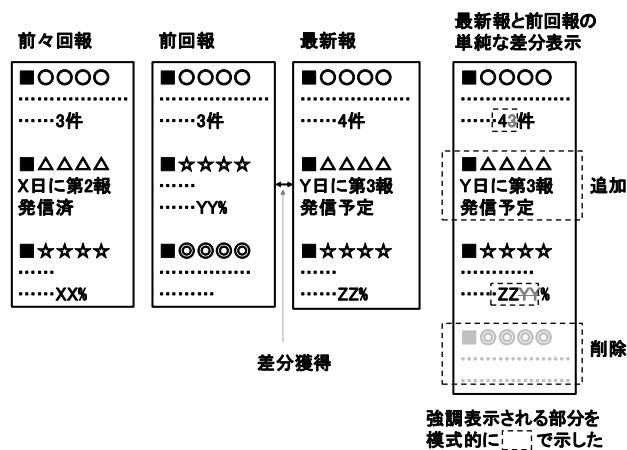 前々回報
■○○○○
・・・・・・・・・・・・・・・・・・
・・・・・・3件
■△△△△
X日に第2報
発信済
■☆☆☆☆
・・・・・・
・・・・・・XX%
前回報
■○○○○
・・・・・・・・・・・・・・・・・・
・・・・・・3件
■☆☆☆☆
・・・・・・
・・・・・・YY%
■◎◎◎◎
・・・・・・・・・・・・・・・
・・・・・・・・・
最新報
■○○○○
・・・・・・・・・・・・・・・・・・
・・・・・・4件
■△△△△
Y日に第3報
発信予定
■☆☆☆☆
・・・・・・
・・・・・・ZZ%
差分獲得
最新報と前回報の
単純な差分表示
■○○○○
・・・・・・・・・・・・・・・・・・
・・・・・・43件
■△△△△
Y日に第3報
発信予定
追加
■☆☆☆☆
・・・・・・・・・・・・
・・・・・・ZZYY%
■◎◎◎◎
・・・・・・・・・・・・・・・・・・
・・・・・・・・・・・・・・・・・・
削除
強調表示される部分を
模式的に で示した